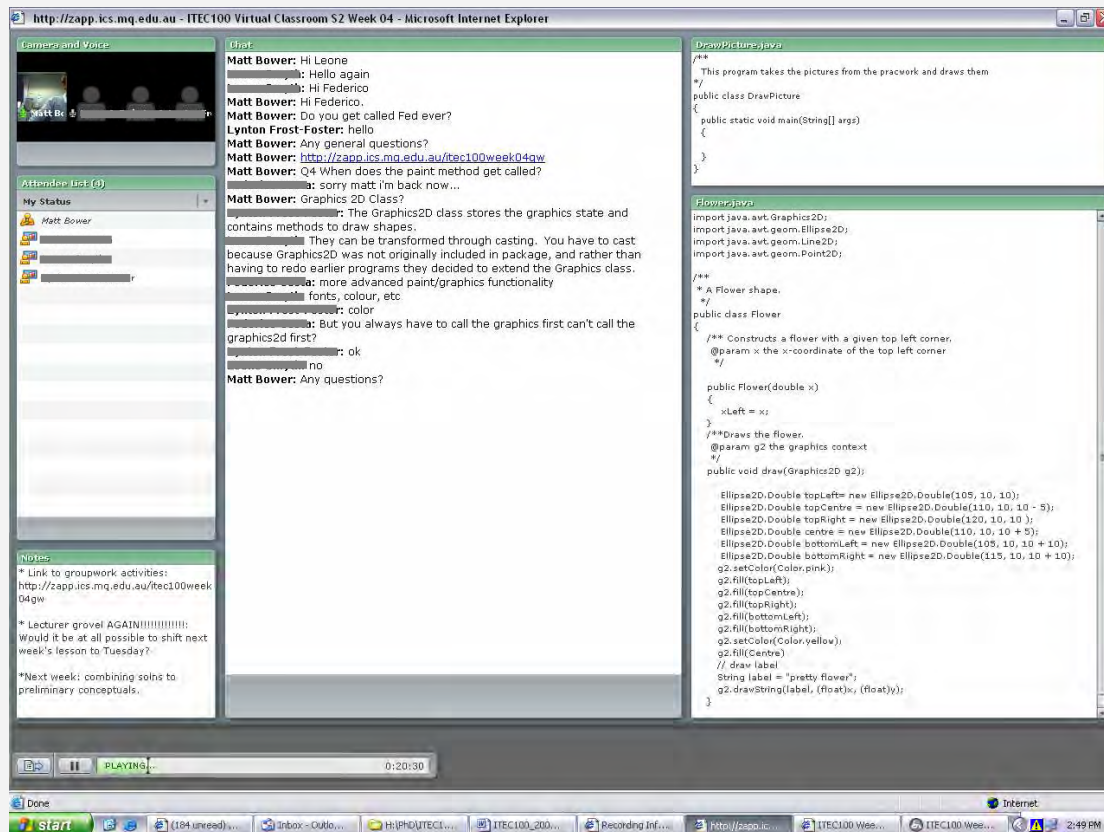 http://zapp.ics.mq.edu.au - ITEC100 Virtual Classroom S2 Week 04 - Microsoft Internet Explorer
Camera and Voice
Matt Bo
Attendee List (4)
My Status
Matt Bower
Notes
* Link to groupwork activities:
http://zapp.ics.mq.edu.au/itec100week
04gw
* Lecturer grovel AGAIN!!!!!!!!!!!!!:
Would it be at all possible to shift next
week's lesson to Tuesday?
*Next week: combining solns to
preliminary conceptuals.
Chat
Matt Bower: Hi Leone
: Hello again
: Hi Federico
Matt Bower: Hi Federico.
Matt Bower: Do you get called Fed ever?
Lynton Frost-Foster: hello
Matt Bower: Any general questions?
Matt Bower: http://zapp.ics.mq.edu.au/itec100week04gw
Matt Bower: Q4 When does the paint method get called?
a: sorry matt i'm back now...
Matt Bower: Graphics 2D Class?
r: The Graphics2D class stores the graphics state and
contains methods to draw shapes.
They can be transformed through casting. You have to cast
because Graphics2D was not originally included in package, and rather than
having to redo earlier programs they decided to extend the Graphics class.
a: more advanced paint/graphics functionality
fonts, colour, etc
: color
: But you always have to call the graphics first can't call the
graphics2d first?
r: ok
no
Matt Bower: Any questions?
DrawPicture.java
/**
This program takes the pictures from the pracwork and draws them
*/
public class DrawPicture
{
public static void main(String[] args)
{
}
}
Flower.java
import java.avt.Graphics2D;
import java.avt.geom.Ellipse2D;
import java.avt.geom.Line2D;
import java.avt.geom.Point2D;
/**
* A Flower shape.
*/
public class Flower
{
/** Constructs a flower with a given top left corner.
@param x the x-coordinate of the top left corner
*/
public Flower(double x)
{
xLeft = x;
}
/**Draws the flower.
@param g2 the graphics context
*/
public void draw(Graphics2D g2);
Ellipse2D.Double topLeft= new Ellipse2D.Double(105, 10, 10);
Ellipse2D.Double topCentre = new Ellipse2D.Double(110, 10, 10 - 5);
Ellipse2D.Double topRight = new Ellipse2D.Double(120, 10, 10 );
Ellipse2D.Double centre = new Ellipse2D.Double(110, 10, 10 + 5);
Ellipse2D.Double bottomLeft = new Ellipse2D.Double(105, 10, 10 + 10);
Ellipse2D.Double bottomRight = new Ellipse2D.Double(115, 10, 10 + 10);
g2.setColor(Color.pink);
g2.fill(topLeft);
g2.fill(topCentre);
g2.fill(topRight);
g2.fill(bottomLeft);
g2.fill(bottomRight);
g2.setColor(Color.yellow);
g2.fill(Centre)
// draw label
String label = "pretty flower";
g2.drawString(label, (float)x, (float)y);
}
PLAYING... 0:20:30
Done Internet
start (184 unread)... Inbox - Outlo... H:\PhD\ITEC1... ITEC100_200... Recording Inf... http://zapp.ic... ITEC100 Wee... ITEC100 Wee... 2:49 PM